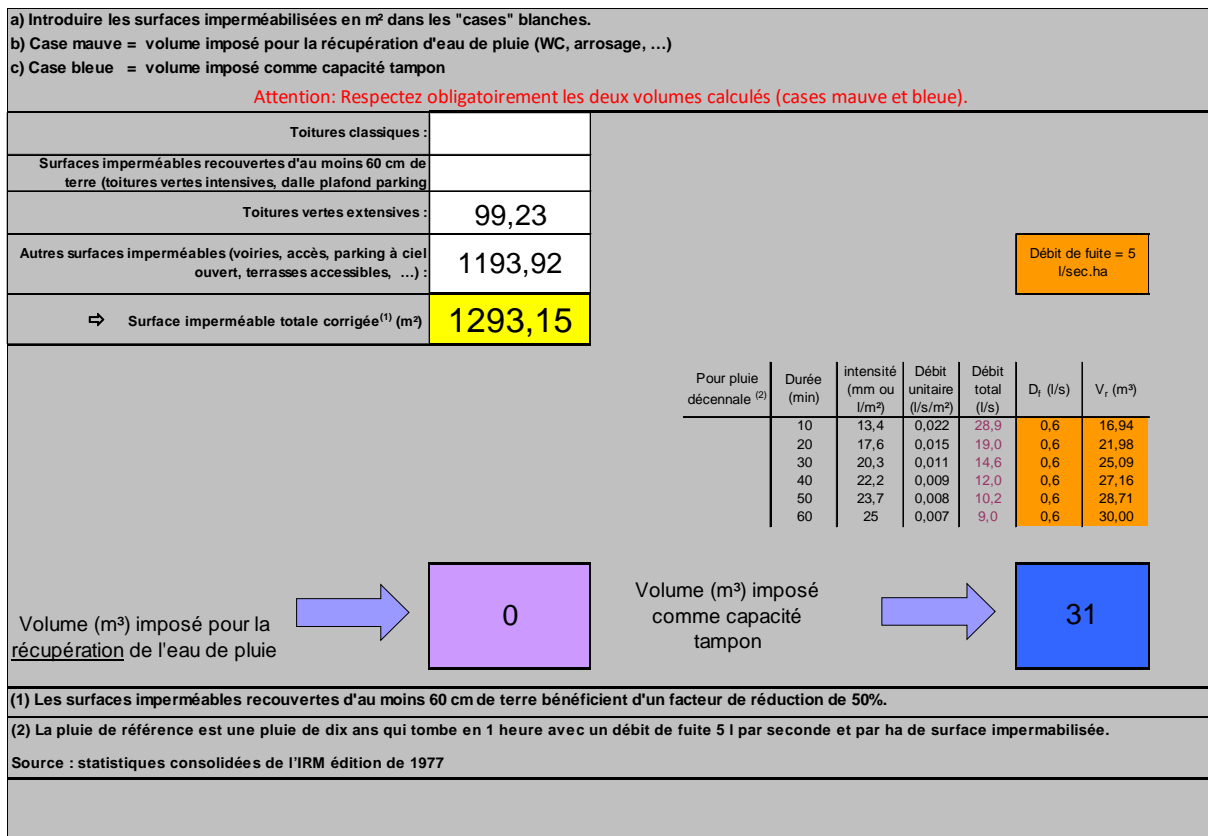 a) Introduire les surfaces imperméabilisées en m² dans les "cases" blanches.
b) Case mauve = volume imposé pour la récupération d'eau de pluie (WC, arrosage, …)
c) Case bleue = volume imposé comme capacité tampon
Attention: Respectez obligatoirement les deux volumes calculés (cases mauve et bleue).
Toitures classiques :
Surfaces imperméables recouvertes d'au moins 60 cm de
terre (toitures vertes intensives, dalle plafond parking
Toitures vertes extensives : 99,23
Autres surfaces imperméables (voiries, accès, parking à ciel
ouvert, terrasses accessibles, …) : 1193,92
Débit de fuite = 5
l/sec.ha
⇨ Surface imperméable totale corrigée(1) (m²) 1293,15
Pour pluie
décennale (2)
Durée
(min)
intensité
(mm ou
l/m²)
Débit
unitaire
(l/s/m²)
Débit
total
(l/s)
Df (l/s)
Vr (m³)
10 13,4 0,022 28,9 0,6 16,94
20 17,6 0,015 19,0 0,6 21,98
30 20,3 0,011 14,6 0,6 25,09
40 22,2 0,009 12,0 0,6 27,16
50 23,7 0,008 10,2 0,6 28,71
60 25 0,007 9,0 0,6 30,00
Volume (m³) imposé pour la
récupération de l'eau de pluie
0
Volume (m³) imposé
comme capacité
tampon
31
(1) Les surfaces imperméables recouvertes d'au moins 60 cm de terre bénéficient d'un facteur de réduction de 50%.
(2) La pluie de référence est une pluie de dix ans qui tombe en 1 heure avec un débit de fuite 5 l par seconde et par ha de surface impermabilisée.
Source : statistiques consolidées de l'IRM édition de 1977